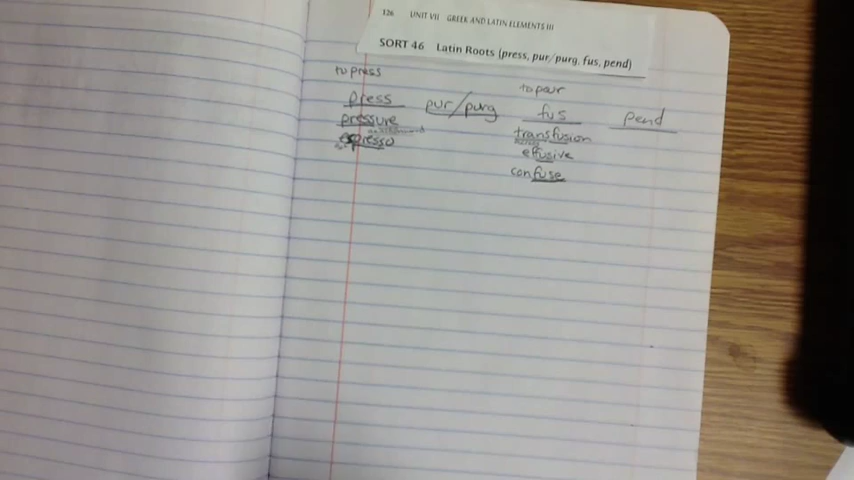 126 UNIT VII GREEK AND LATIN ELEMENTS III
SORT 46 Latin Roots (press, pur/purg, fus, pend)
to press
to pour
press pur/purg fus pend
pressure transfusion
espresso effusive
confuse